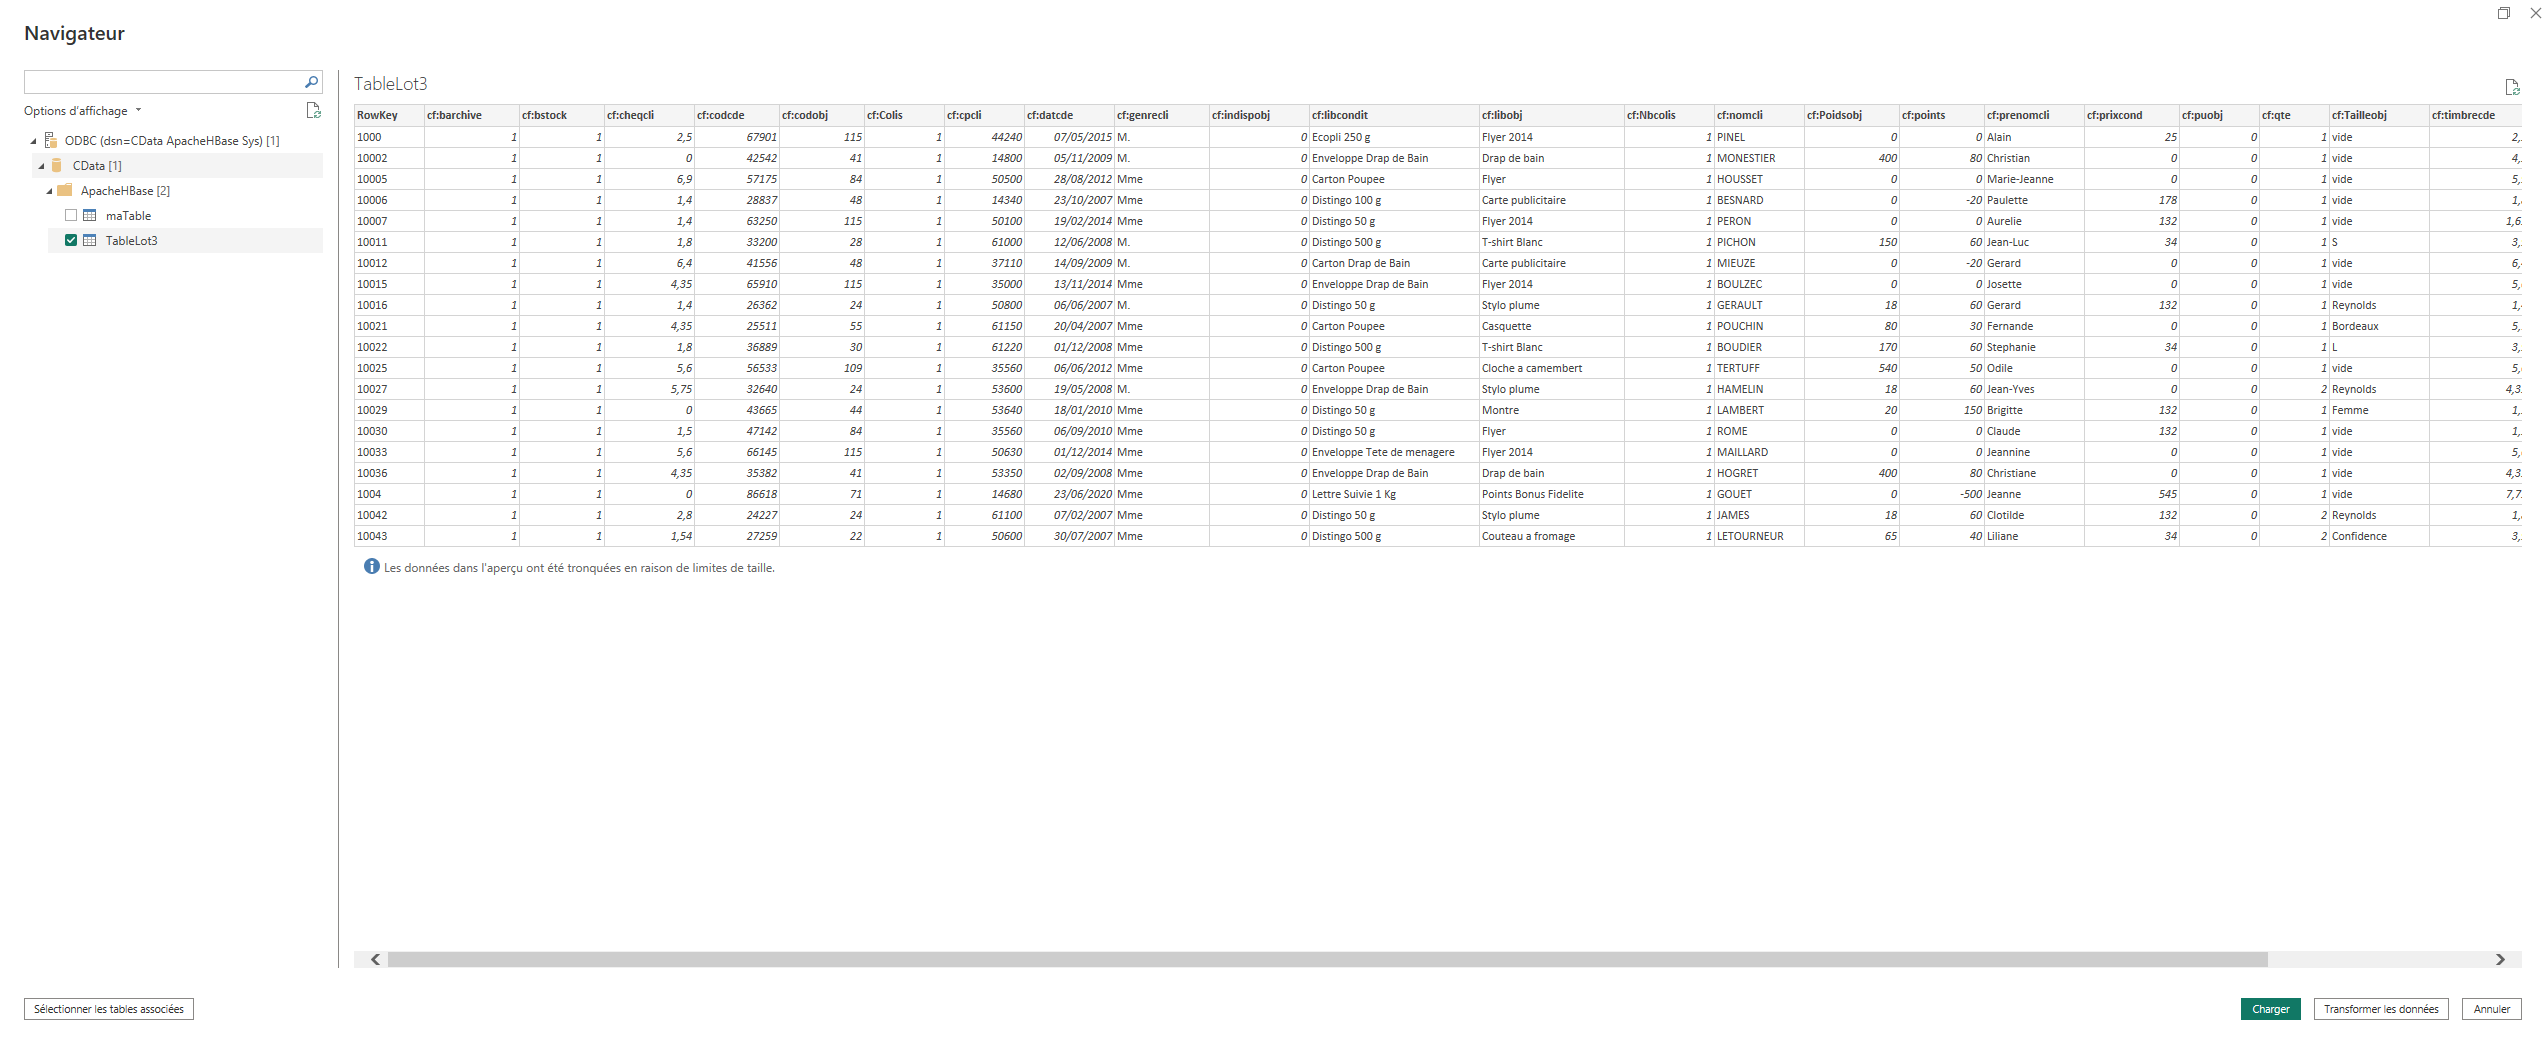 Navigateur
Options d'affichage
ODBC (dsn=CData ApacheHBase Sys) [1]
CData [1]
ApacheHBase [2]
maTable
TableLot3
TableLot3
RowKey cf:barchive cf:bstock cf:cheqcli cf:codcde cf:codobj cf:Colis cf:cpcli cf:datcde cf:genrecli cf:indispobj cf:libcondit cf:libobj cf:Nbcolis cf:nomcli cf:Poidsobj cf:points cf:prenomcli cf:prixcond cf:puobj cf:qte cf:Tailleobj cf:timbrecde
1000 1 1 2,5 67901 115 1 44240 07/05/2015 M. 0 Ecopli 250 g Flyer 2014 1 PINEL 0 0 Alain 25 0 1 vide 2,
10002 1 1 0 42542 41 1 14800 05/11/2009 M. 0 Enveloppe Drap de Bain Drap de bain 1 MONESTIER 400 80 Christian 0 0 1 vide 4,
10005 1 1 6,9 57175 84 1 50500 28/08/2012 Mme 0 Carton Poupee Flyer 1 HOUSSET 0 0 Marie-Jeanne 0 0 1 vide 5,
10006 1 1 1,4 28837 48 1 14340 23/10/2007 Mme 0 Distingo 100 g Carte publicitaire 1 BESNARD 0 -20 Paulette 178 0 1 vide 1,
10007 1 1 1,4 63250 115 1 50100 19/02/2014 Mme 0 Distingo 50 g Flyer 2014 1 PERON 0 0 Aurelie 132 0 1 vide 1,6
10011 1 1 1,8 33200 28 1 61000 12/06/2008 M. 0 Distingo 500 g T-shirt Blanc 1 PICHON 150 60 Jean-Luc 34 0 1 S 3,
10012 1 1 6,4 41556 48 1 37110 14/09/2009 M. 0 Carton Drap de Bain Carte publicitaire 1 MIEUZE 0 -20 Gerard 0 0 1 vide 6,
10015 1 1 4,35 65910 115 1 35000 13/11/2014 Mme 0 Enveloppe Drap de Bain Flyer 2014 1 BOULZEC 0 0 Josette 0 0 1 vide 5,
10016 1 1 1,4 26362 24 1 50800 06/06/2007 M. 0 Distingo 50 g Stylo plume 1 GERAULT 18 60 Gerard 132 0 1 Reynolds 1,
10021 1 1 4,35 25511 55 1 61150 20/04/2007 Mme 0 Carton Poupee Casquette 1 POUCHIN 80 30 Fernande 0 0 1 Bordeaux 5,
10022 1 1 1,8 36889 30 1 61220 01/12/2008 Mme 0 Distingo 500 g T-shirt Blanc 1 BOUDIER 170 60 Stephanie 34 0 1 L 3,
10025 1 1 5,6 56533 109 1 35560 06/06/2012 Mme 0 Carton Poupee Cloche a camembert 1 TERTUFF 540 50 Odile 0 0 1 vide 5,
10027 1 1 5,75 32640 24 1 53600 19/05/2008 M. 0 Enveloppe Drap de Bain Stylo plume 1 HAMELIN 18 60 Jean-Yves 0 0 2 Reynolds 4,3
10029 1 1 0 43665 44 1 53640 18/01/2010 Mme 0 Distingo 50 g Montre 1 LAMBERT 20 150 Brigitte 132 0 1 Femme 1,
10030 1 1 1,5 47142 84 1 35560 06/09/2010 Mme 0 Distingo 50 g Flyer 1 ROME 0 0 Claude 132 0 1 vide 1,
10033 1 1 5,6 66145 115 1 50630 01/12/2014 Mme 0 Enveloppe Tete de menagere Flyer 2014 1 MAILLARD 0 0 Jeannine 0 0 1 vide 5,
10036 1 1 4,35 35382 41 1 53350 02/09/2008 Mme 0 Enveloppe Drap de Bain Drap de bain 1 HOGRET 400 80 Christiane 0 0 1 vide 4,3
1004 1 1 0 86618 71 1 14680 23/06/2020 Mme 0 Lettre Suivie 1 Kg Points Bonus Fidelite 1 GOUET 0 -500 Jeanne 545 0 1 vide 7,7
10042 1 1 2,8 24227 24 1 61100 07/02/2007 Mme 0 Distingo 50 g Stylo plume 1 JAMES 18 60 Clotilde 132 0 2 Reynolds 1,
10043 1 1 1,54 27259 22 1 50600 30/07/2007 Mme 0 Distingo 500 g Couteau a fromage 1 LETOURNEUR 65 40 Liliane 34 0 2 Confidence 3,
Les données dans l'aperçu ont été tronquées en raison de limites de taille.
Sélectionner les tables associées
Charger
Transformer les données
Annuler